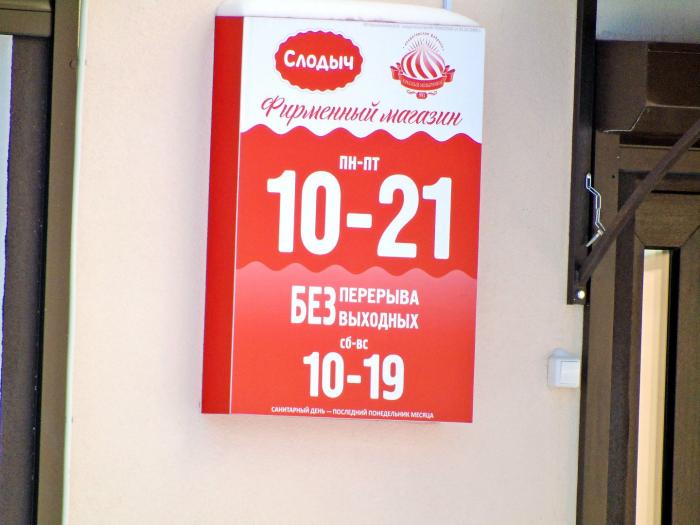 Слодыч
Фирменный магазин
пн-пт
10-21
БЕЗ ПЕРЕРЫВА
ВЫХОДНЫХ
сб-вс
10-19
САНИТАРНЫЙ ДЕНЬ — ПОСЛЕДНИЙ ПОНЕДЕЛЬНИК МЕСЯЦА